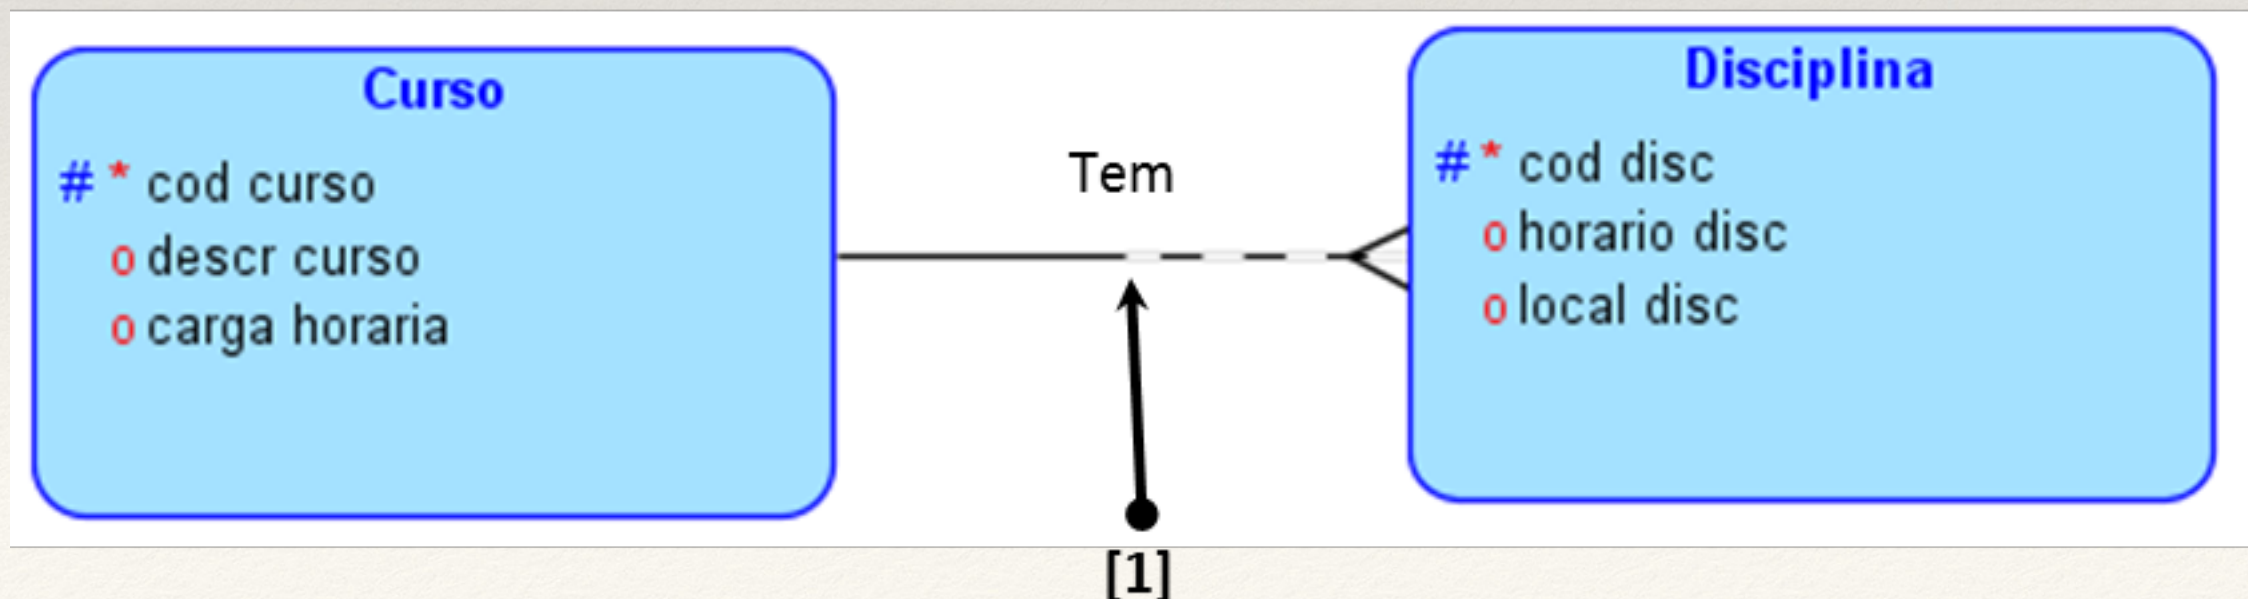 Curso
# * cod curso
o descr curso
o carga horaria
Tem
[1]
Disciplina
# * cod disc
o horario disc
o local disc